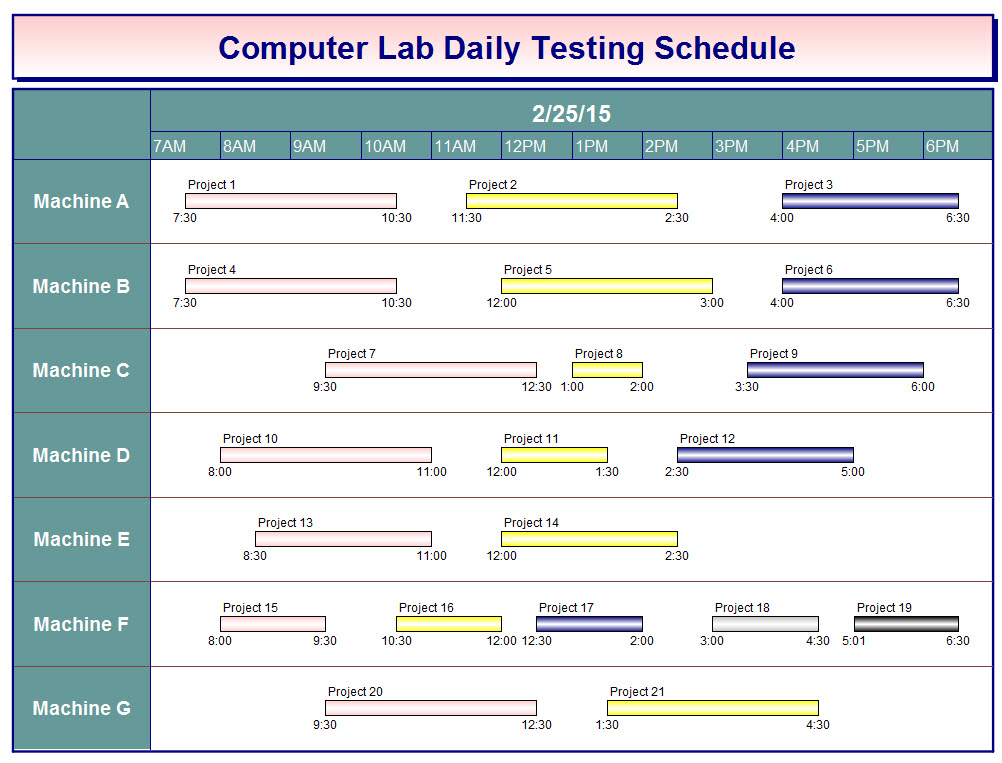 Computer Lab Daily Testing Schedule
2/25/15
7AM 8AM 9AM 10AM 11AM 12PM 1PM 2PM 3PM 4PM 5PM 6PM
Project 1 Project 2 Project 3
Machine A
7:30 10:30 11:30 2:30 4:00 6:30
Project 4 Project 5 Project 6
Machine B
7:30 10:30 12:00 3:00 4:00 6:30
Project 7 Project 8 Project 9
Machine C
9:30 12:30 1:00 2:00 3:30 6:00
Project 10 Project 11 Project 12
Machine D
8:00 11:00 12:00 1:30 2:30 5:00
Project 13 Project 14
Machine E
8:30 11:00 12:00 2:30
Project 15 Project 16 Project 17 Project 18 Project 19
Machine F
8:00 9:30 10:30 12:00 12:30 2:00 3:00 4:30 5:01 6:30
Project 20 Project 21
Machine G
9:30 12:30 1:30 4:30